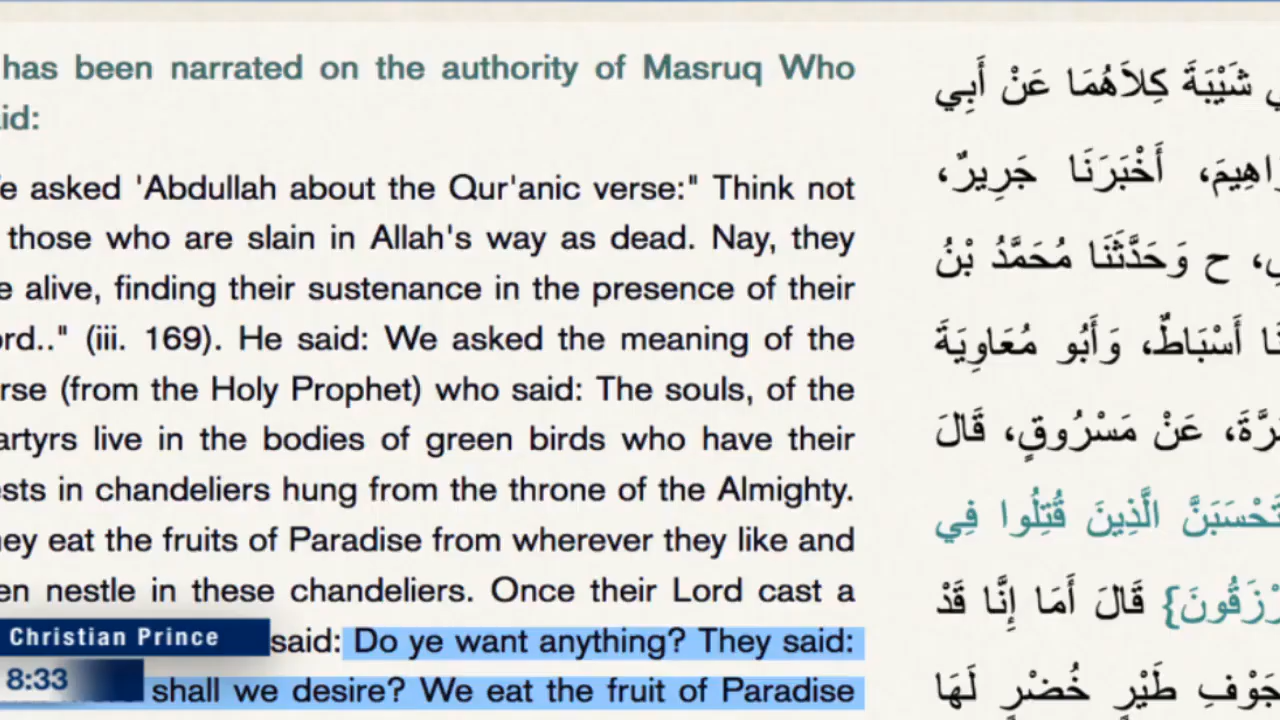 has been narrated on the authority of Masruq Who
id:
e asked 'Abdullah about the Qur'anic verse:" Think not
those who are slain in Allah's way as dead. Nay, they
e alive, finding their sustenance in the presence of their
ord.." (iii. 169). He said: We asked the meaning of the
rse (from the Holy Prophet) who said: The souls, of the
artyrs live in the bodies of green birds who have their
ests in chandeliers hung from the throne of the Almighty.
hey eat the fruits of Paradise from wherever they like and
en nestle in these chandeliers. Once their Lord cast a
said: Do ye want anything? They said:
shall we desire? We eat the fruit of Paradise
Christian Prince
8:33
ي شَيْبَةَ كِلاَهُمَا عَنْ أَبِي
رَاهِيمَ، أَخْبَرَنَا جَرِيرٌ،
ح وَحَدَّثَنَا مُحَمَّدُ بْنُ
نَا أَسْبَاطٌ، وَأَبُو مُعَاوِيَةَ
مُرَّةَ، عَنْ مَسْرُوقٍ، قَالَ
تَحْسَبَنَّ الَّذِينَ قُتِلُوا فِي
رْزَقُونَ} قَالَ أَمَا إِنَّا قَدْ
جَوْفِ طَيْرٍ خُضْرٍ لَهَا